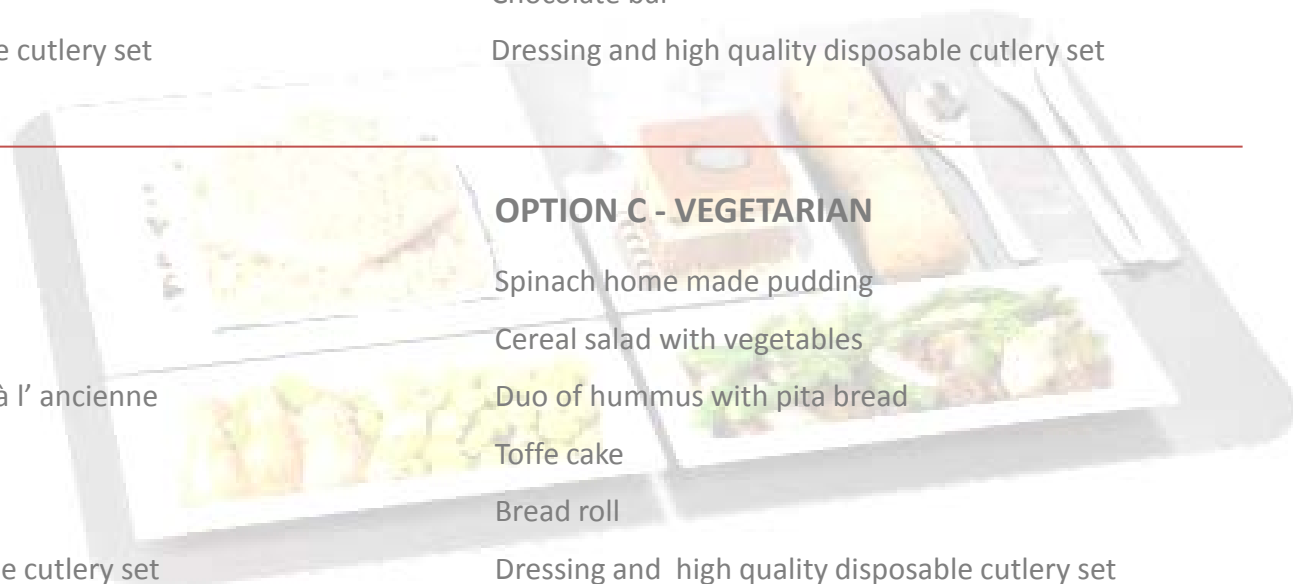 e cutlery set
Dressing and high quality disposable cutlery set
OPTION C - VEGETARIAN
Spinach home made pudding
Cereal salad with vegetables
à l’ ancienne
Duo of hummus with pita bread
Toffe cake
Bread roll
e cutlery set
Dressing and high quality disposable cutlery set